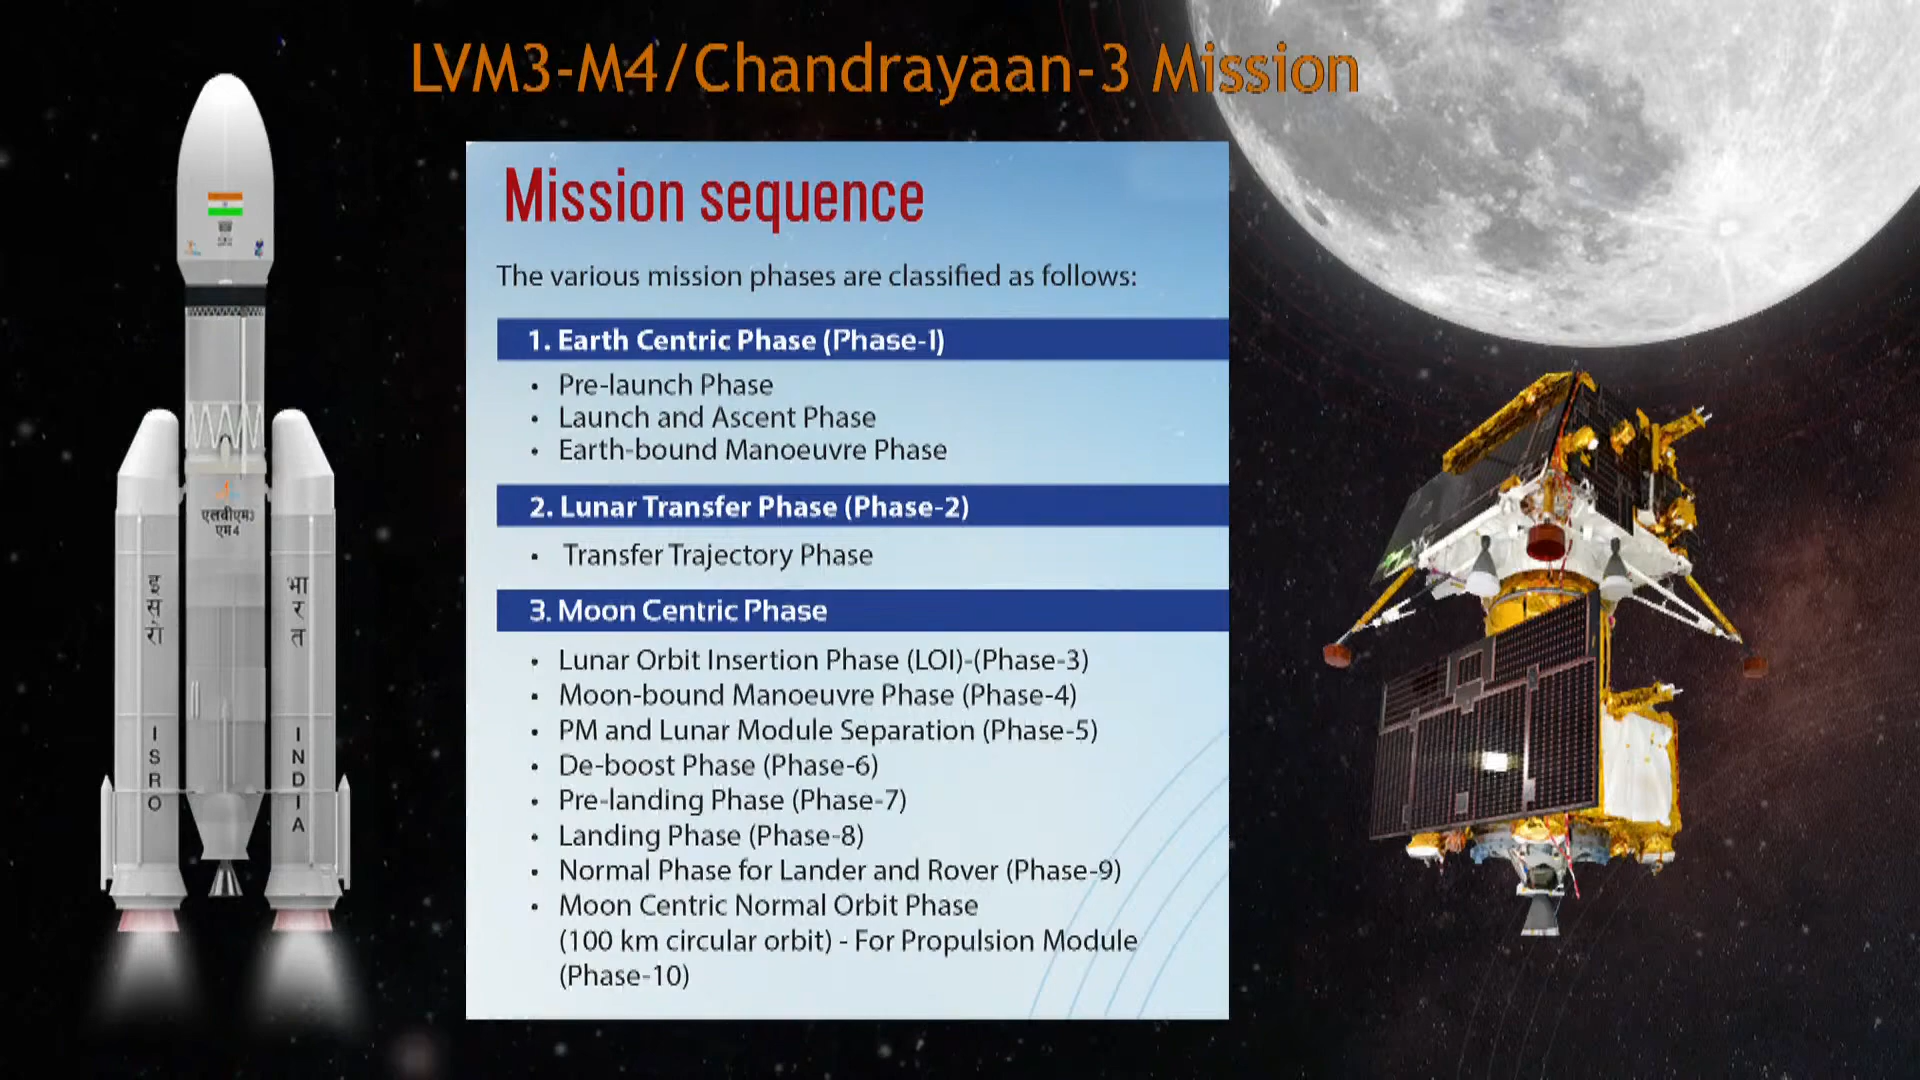 LVM3-M4/Chandrayaan-3 Mission
Mission sequence
The various mission phases are classified as follows:
1. Earth Centric Phase (Phase-1)
• Pre-launch Phase
• Launch and Ascent Phase
• Earth-bound Manoeuvre Phase
2. Lunar Transfer Phase (Phase-2)
• Transfer Trajectory Phase
3. Moon Centric Phase
• Lunar Orbit Insertion Phase (LOI)-(Phase-3)
• Moon-bound Manoeuvre Phase (Phase-4)
• PM and Lunar Module Separation (Phase-5)
• De-boost Phase (Phase-6)
• Pre-landing Phase (Phase-7)
• Landing Phase (Phase-8)
• Normal Phase for Lander and Rover (Phase-9)
• Moon Centric Normal Orbit Phase
(100 km circular orbit) - For Propulsion Module
(Phase-10)
एलवीएम3
एम4
इसरो
भारत
ISRO
INDIA